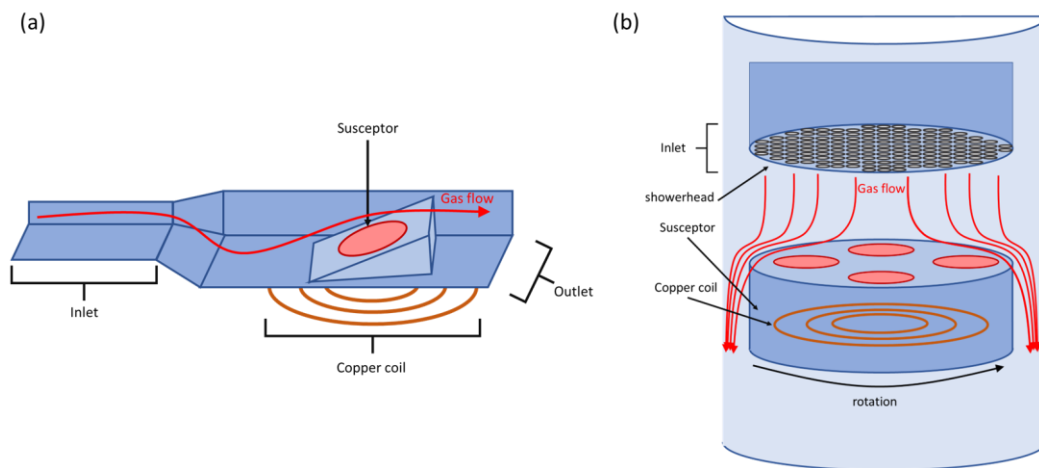 (a)
Susceptor
Gas flow
Inlet
Outlet
Copper coil
(b)
Inlet
Gas flow
showerhead
Susceptor
Copper coil
rotation